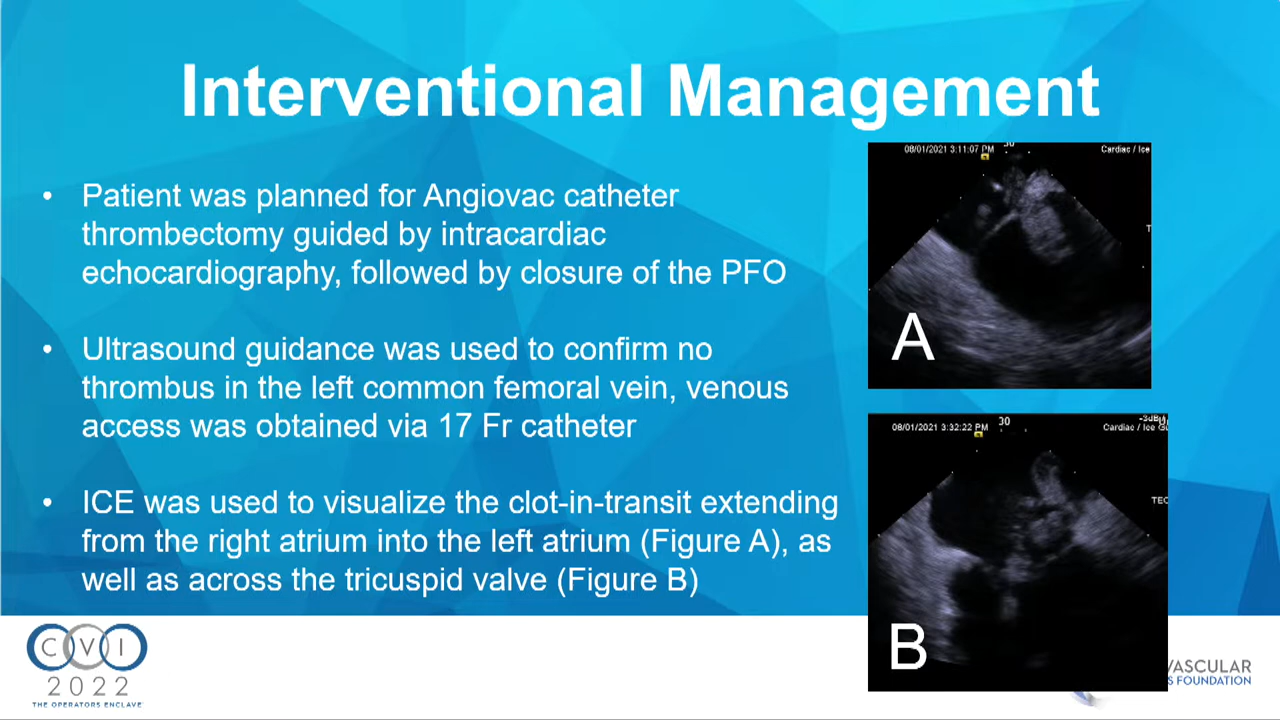 Interventional Management
• Patient was planned for Angiovac catheter
thrombectomy guided by intracardiac
echocardiography, followed by closure of the PFO
• Ultrasound guidance was used to confirm no
thrombus in the left common femoral vein, venous
access was obtained via 17 Fr catheter
• ICE was used to visualize the clot-in-transit extending
from the right atrium into the left atrium (Figure A), as
well as across the tricuspid valve (Figure B)
08/01/2021 3:11:07 PM
Cardiac / Ice
A
08/01/2021 3:32:22 PM
30
Cardiac / Ice
TEC
B
CVI
2022
THE OPERATORS ENCLAVE
VASCULAR
S FOUNDATION